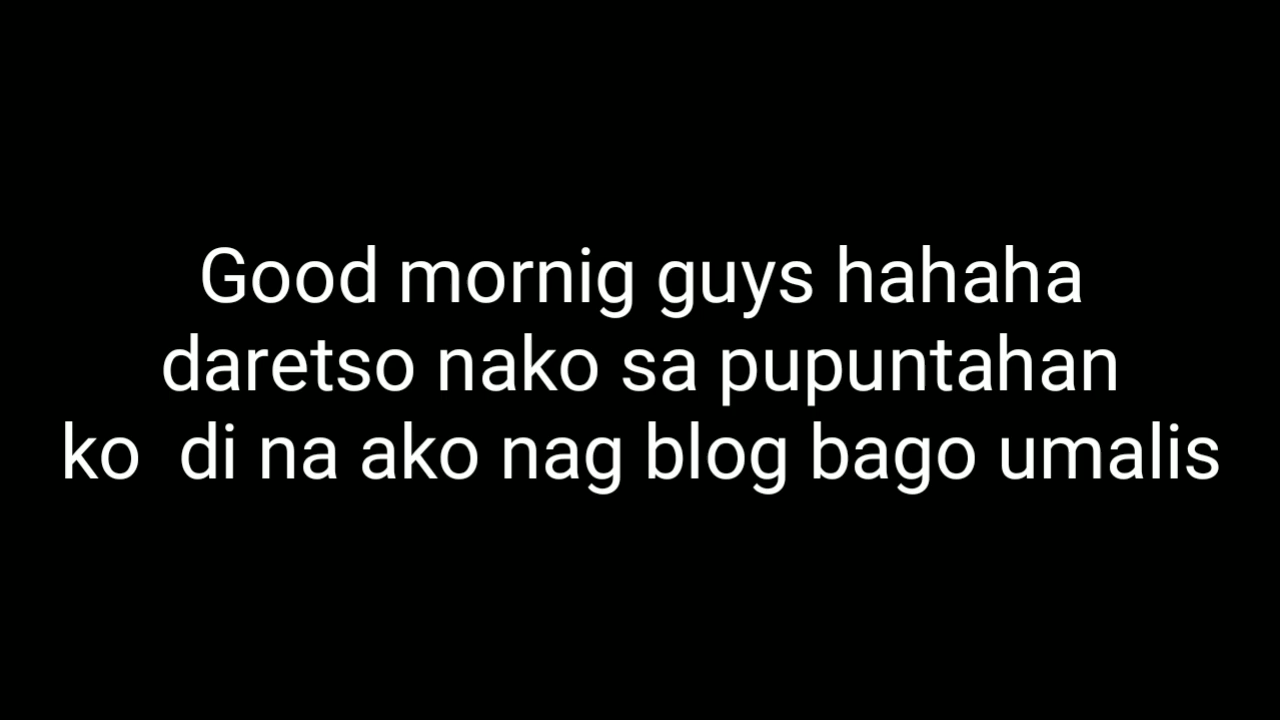 Good mornig guys hahaha
daretso nako sa pupuntahan
ko  di na ako nag blog bago umalis